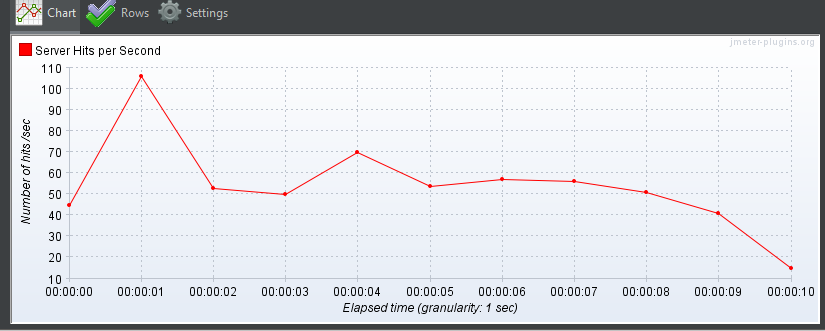 Chart Rows Settings
jmeter-plugins.org
Server Hits per Second
110
100
90
80
70
60
50
40
30
20
10
Number of hits /sec
00:00:00 00:00:01 00:00:02 00:00:03 00:00:04 00:00:05 00:00:06 00:00:07 00:00:08 00:00:09 00:00:10
Elapsed time (granularity: 1 sec)